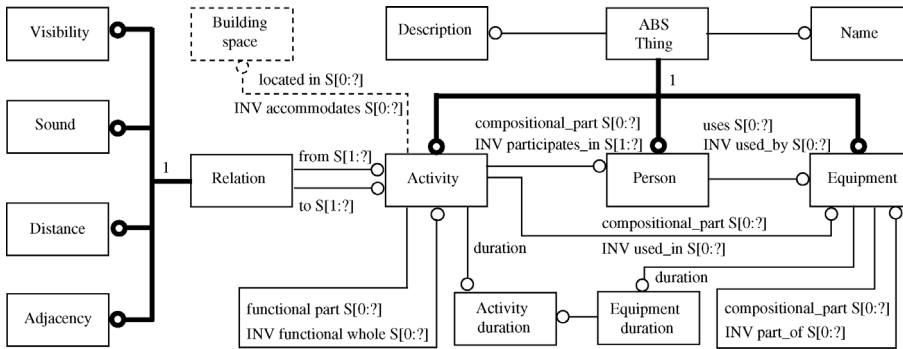 Visibility
Building
space
Description
ABS
Thing
Name
located in S[0:?]
INV accommodates S[0:?]
1
Sound
compositional_part S[0:?]
INV participates_in S[1:?]
uses S[0:?]
INV used_by S[0:?]
1
Relation
from S[1:?]
to S[1:?]
Activity
Person
Equipment
Distance
compositional_part S[0:?]
INV used_in S[0:?]
duration
duration
Adjacency
functional part S[0:?]
INV functional whole S[0:?]
Activity
duration
Equipment
duration
compositional_part S[0:?]
INV part_of S[0:?]